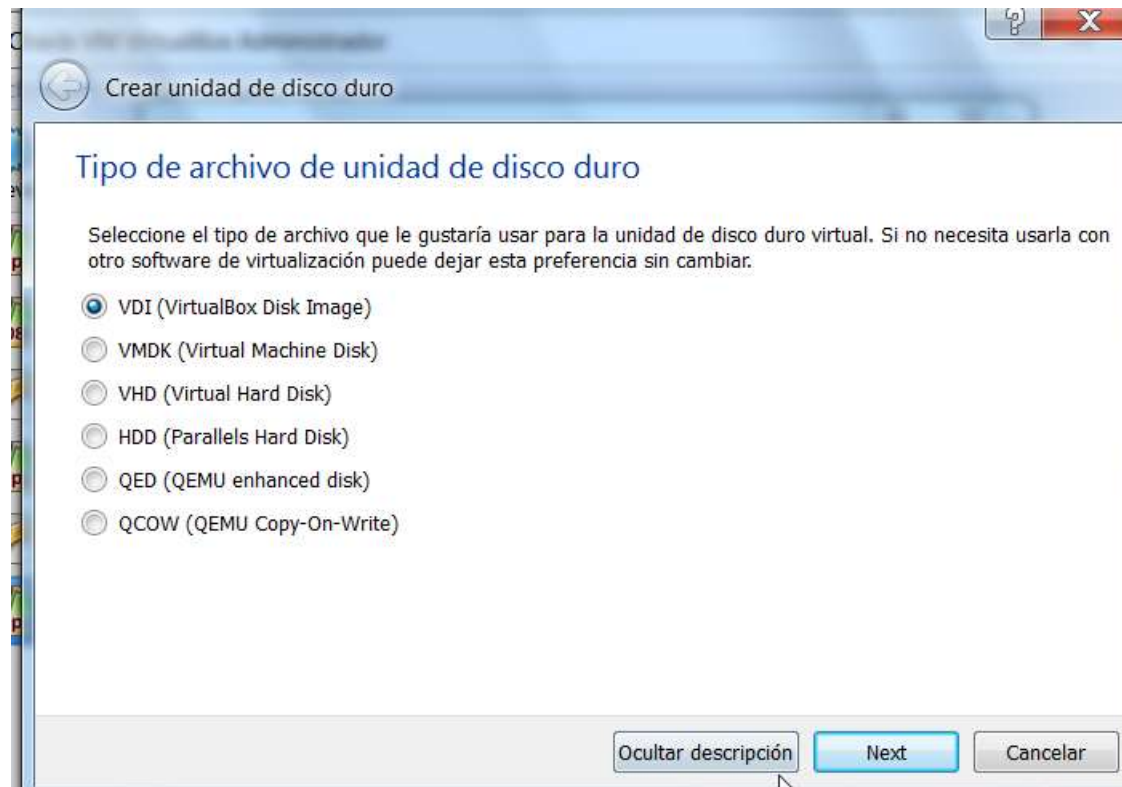 Crear unidad de disco duro
Tipo de archivo de unidad de disco duro
Seleccione el tipo de archivo que le gustaría usar para la unidad de disco duro virtual. Si no necesita usarla con
otro software de virtualización puede dejar esta preferencia sin cambiar.
VDI (VirtualBox Disk Image)
VMDK (Virtual Machine Disk)
VHD (Virtual Hard Disk)
HDD (Parallels Hard Disk)
QED (QEMU enhanced disk)
QCOW (QEMU Copy-On-Write)
Ocultar descripción Next Cancelar